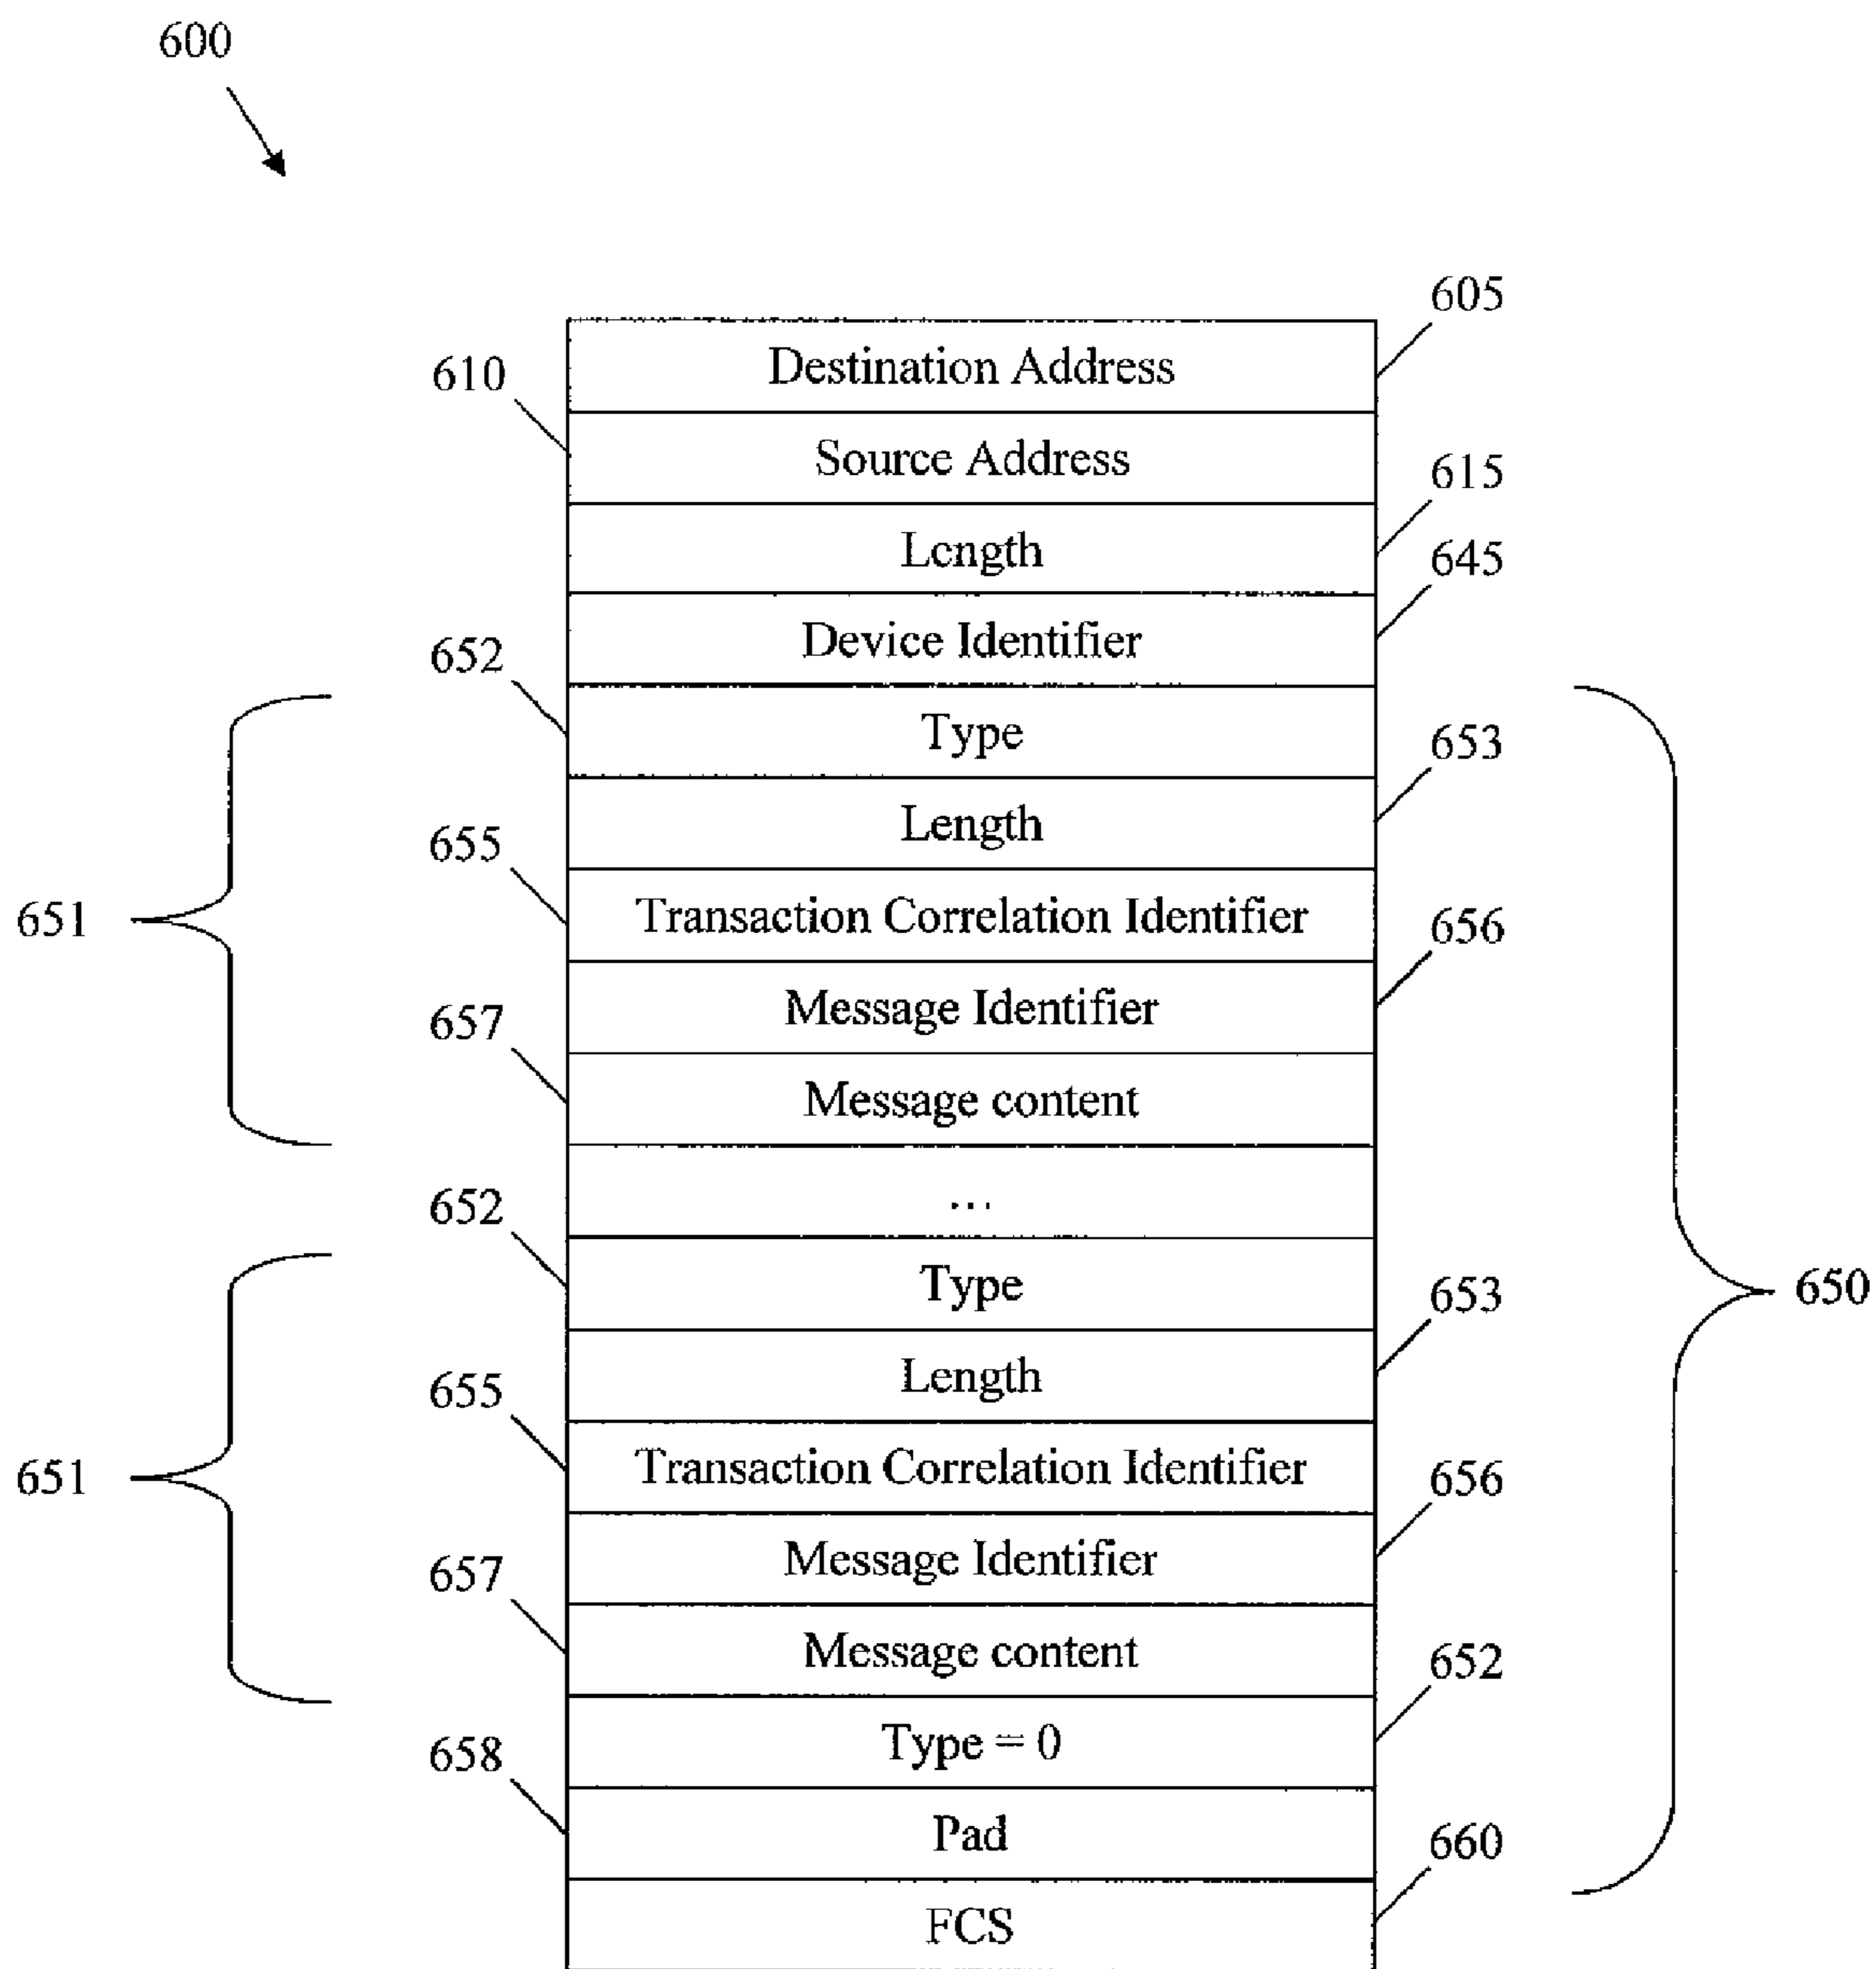 600
605
Destination Address
610
Source Address
615
Length
645
Device Identifier
652
Type
653
Length
655
Transaction Correlation Identifier
651
656
Message Identifier
657
Message content
...
652
Type
650
653
Length
655
Transaction Correlation Identifier
651
656
Message Identifier
657
Message content
652
Type = 0
658
Pad
660
FCS